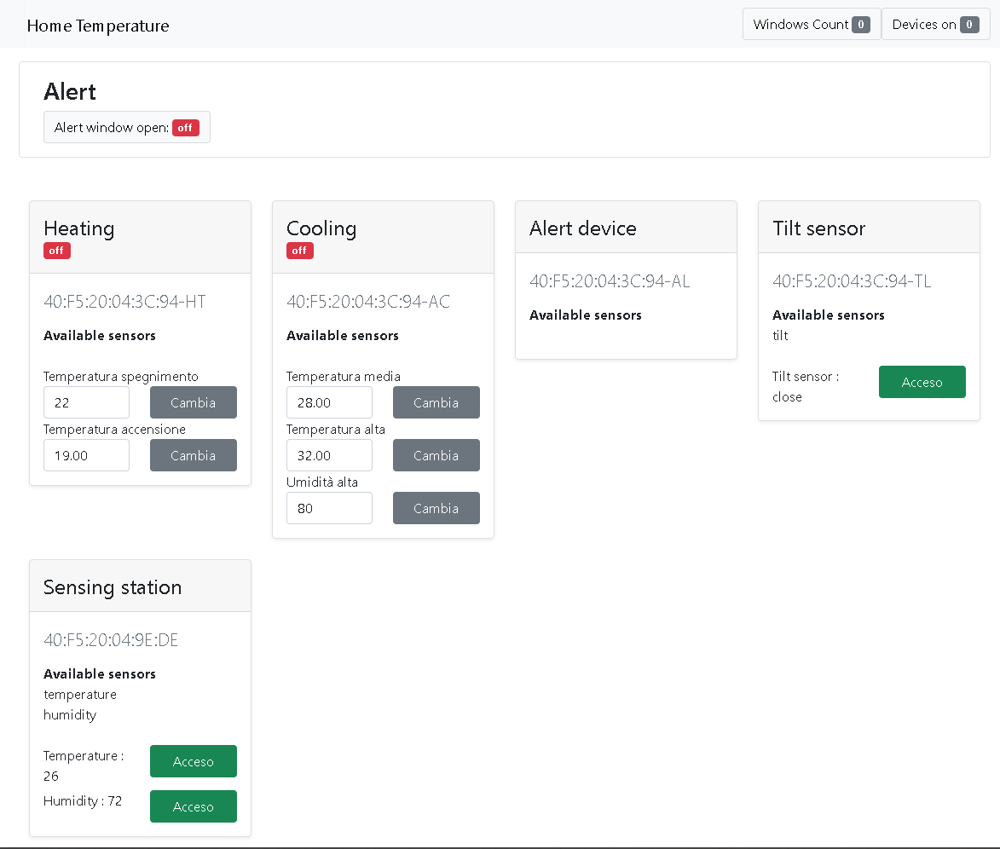 Home Temperature
Windows Count 0
Devices on 0
Alert
Alert window open: off
Heating
off
40:F5:20:04:3C:94-HT
Available sensors
Temperatura spegnimento
22
Cambia
Temperatura accensione
19.00
Cambia
Cooling
off
40:F5:20:04:3C:94-AC
Available sensors
Temperatura media
28.00
Cambia
Temperatura alta
32.00
Cambia
Umidità alta
80
Cambia
Alert device
40:F5:20:04:3C:94-AL
Available sensors
Tilt sensor
40:F5:20:04:3C:94-TL
Available sensors
tilt
Tilt sensor :
close
Acceso
Sensing station
40:F5:20:04:9E:DE
Available sensors
temperature
humidity
Temperature :
26
Acceso
Humidity : 72
Acceso